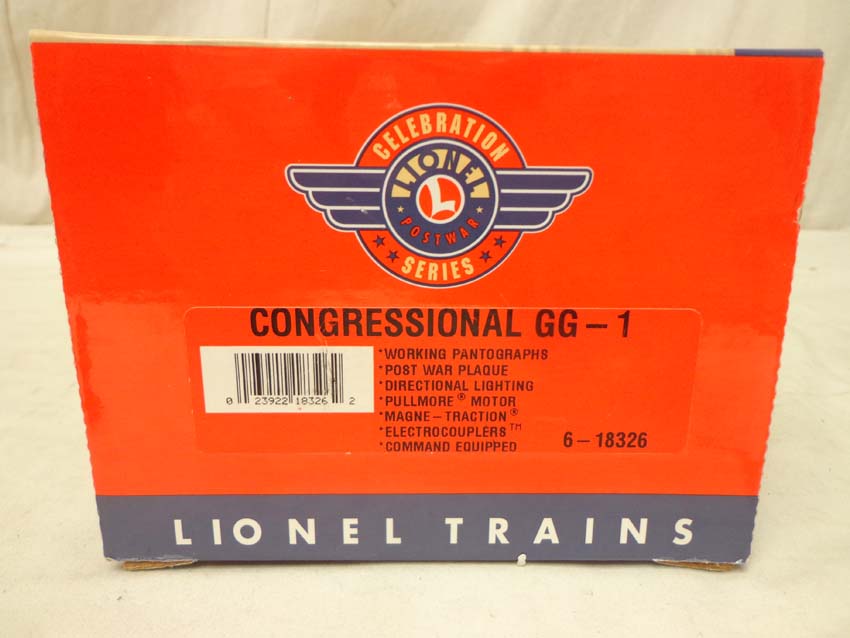 CELEBRATION
LIONEL
L
POSTWAR
SERIES
CONGRESSIONAL GG-1
*WORKING PANTOGRAPHS
*POST WAR PLAQUE
*DIRECTIONAL LIGHTING
*PULLMORE® MOTOR
*MAGNE-TRACTION®
*ELECTROCOUPLERS™
*COMMAND EQUIPPED
6-18326
0 23922 18326 2
LIONEL TRAINS